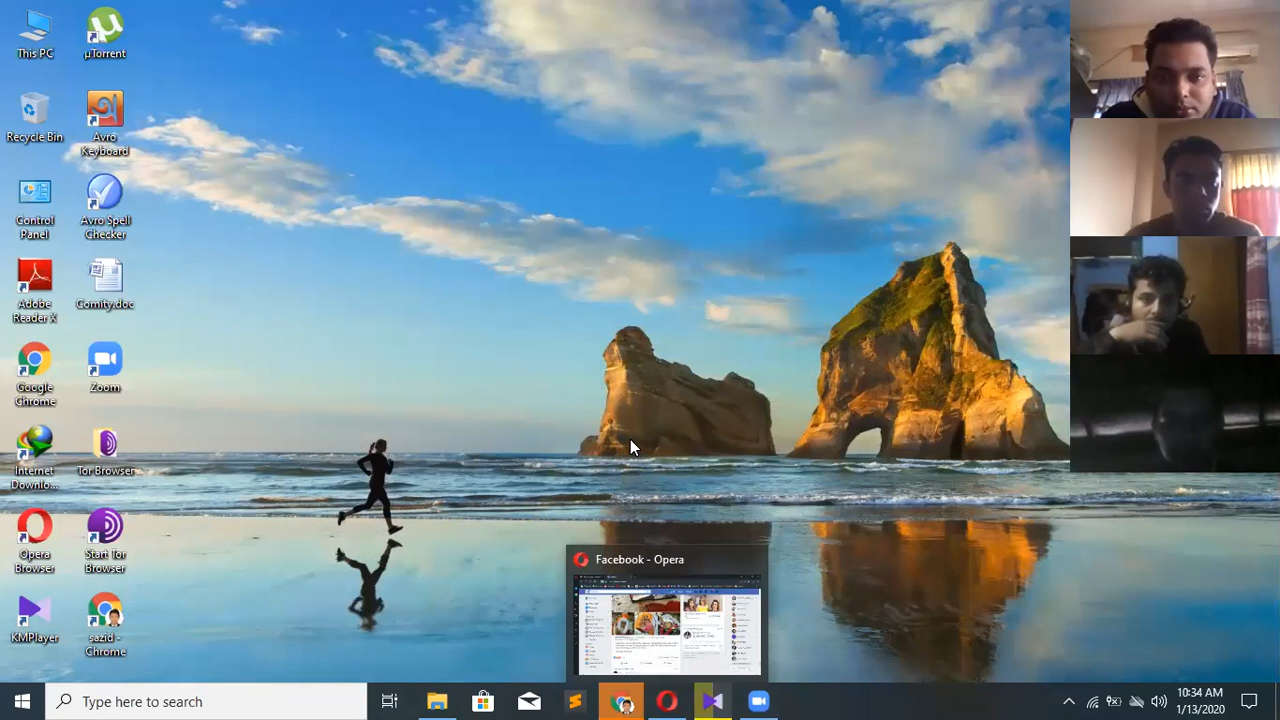 This PC
µTorrent
Recycle Bin
Avro
Keyboard
Control
Panel
Avro Spell
Checker
Adobe
Reader X
Comity.doc
Google
Chrome
Zoom
Internet
Downlo...
Tor Browser
Opera
Browser
Start Tor
Browser
KMPlayer
sazid -
Chrome
Facebook - Opera
Type here to search
:34 AM
1/13/2020